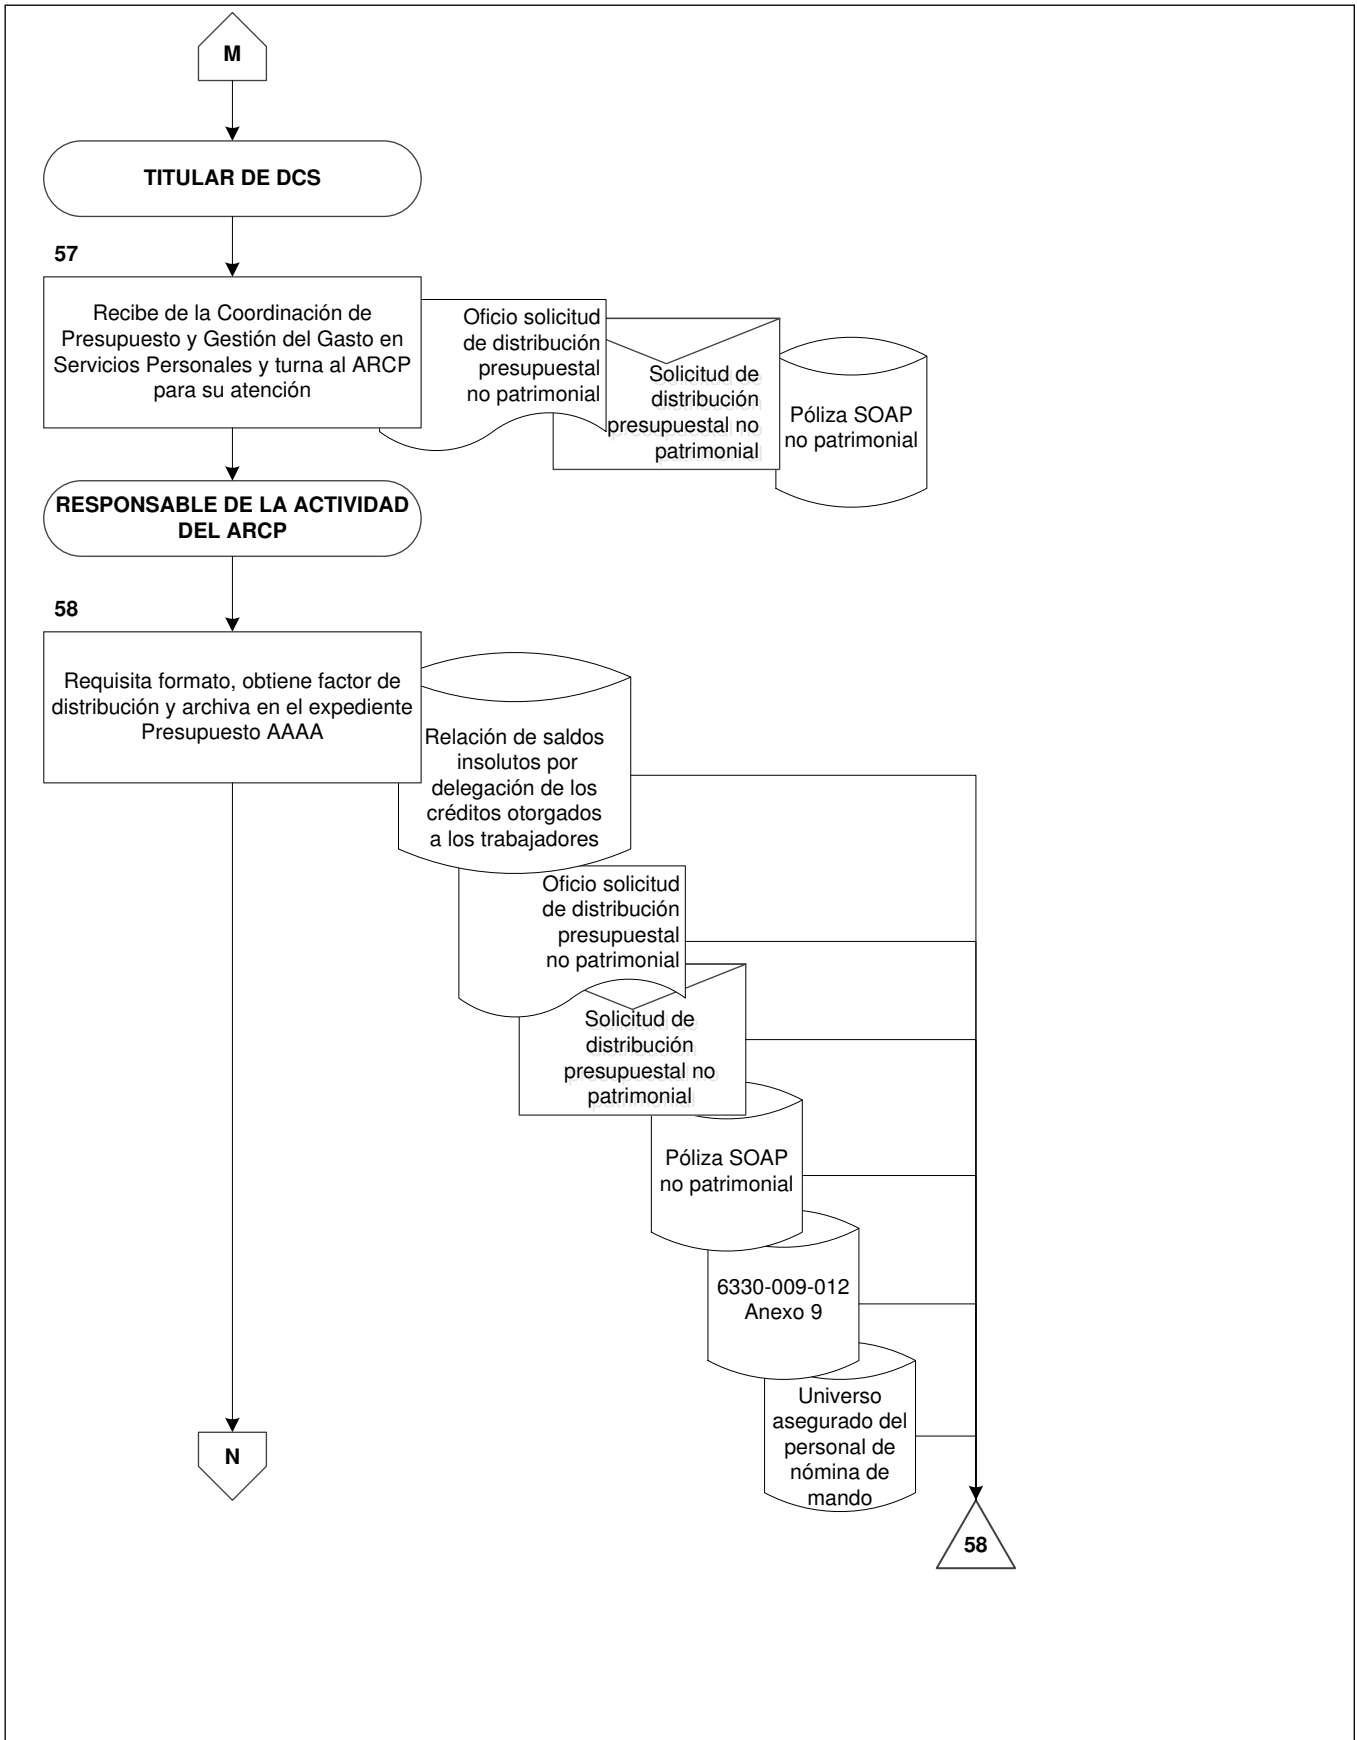 M
TITULAR DE DCS
57
Recibe de la Coordinación de
Presupuesto y Gestión del Gasto en
Servicios Personales y turna al ARCP
para su atención
Oficio solicitud
de distribución
presupuestal
no patrimonial
Solicitud de
distribución
presupuestal no
patrimonial
Póliza SOAP
no patrimonial
RESPONSABLE DE LA ACTIVIDAD
DEL ARCP
58
Requisita formato, obtiene factor de
distribución y archiva en el expediente
Presupuesto AAAA
Relación de saldos
insolutos por
delegación de los
créditos otorgados
a los trabajadores
Oficio solicitud
de distribución
presupuestal
no patrimonial
Solicitud de
distribución
presupuestal no
patrimonial
Póliza SOAP
no patrimonial
6330-009-012
Anexo 9
Universo
asegurado del
personal de
nómina de
mando
N
58